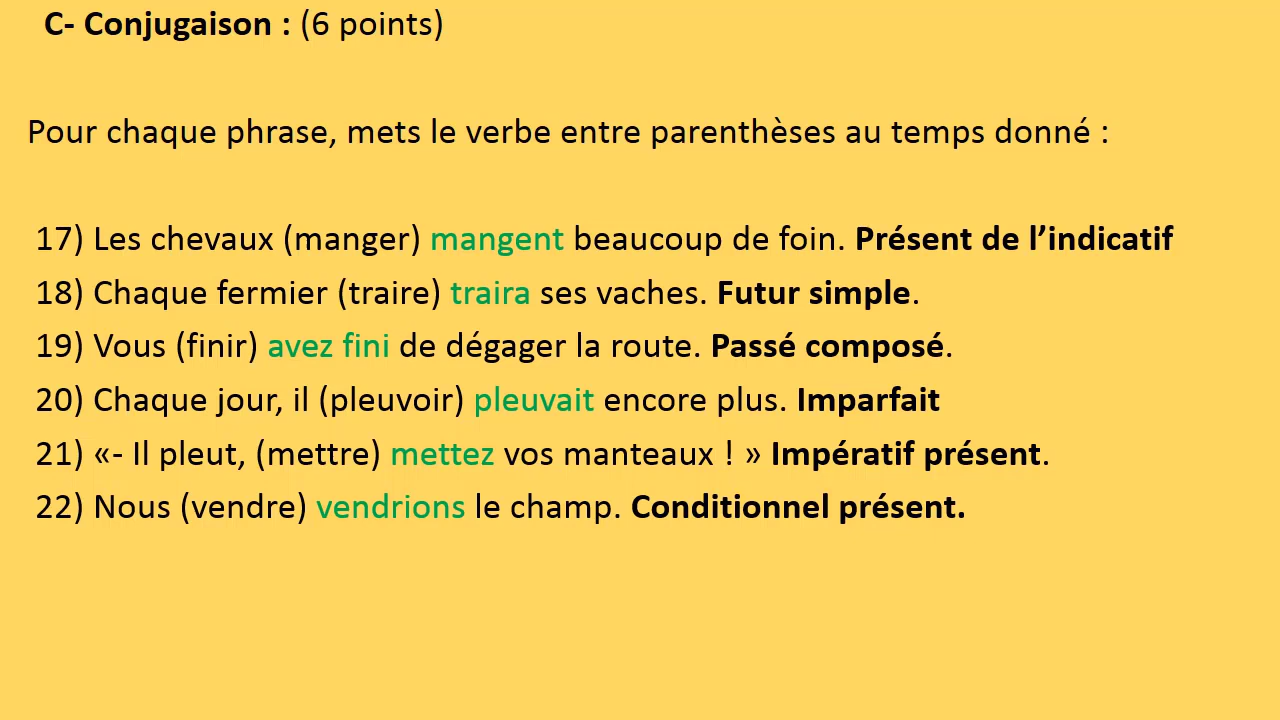 C- Conjugaison : (6 points)
Pour chaque phrase, mets le verbe entre parenthèses au temps donné :
17) Les chevaux (manger) mangent beaucoup de foin. Présent de l’indicatif
18) Chaque fermier (traire) traira ses vaches. Futur simple.
19) Vous (finir) avez fini de dégager la route. Passé composé.
20) Chaque jour, il (pleuvoir) pleuvait encore plus. Imparfait
21) «- Il pleut, (mettre) mettez vos manteaux ! » Impératif présent.
22) Nous (vendre) vendrions le champ. Conditionnel présent.